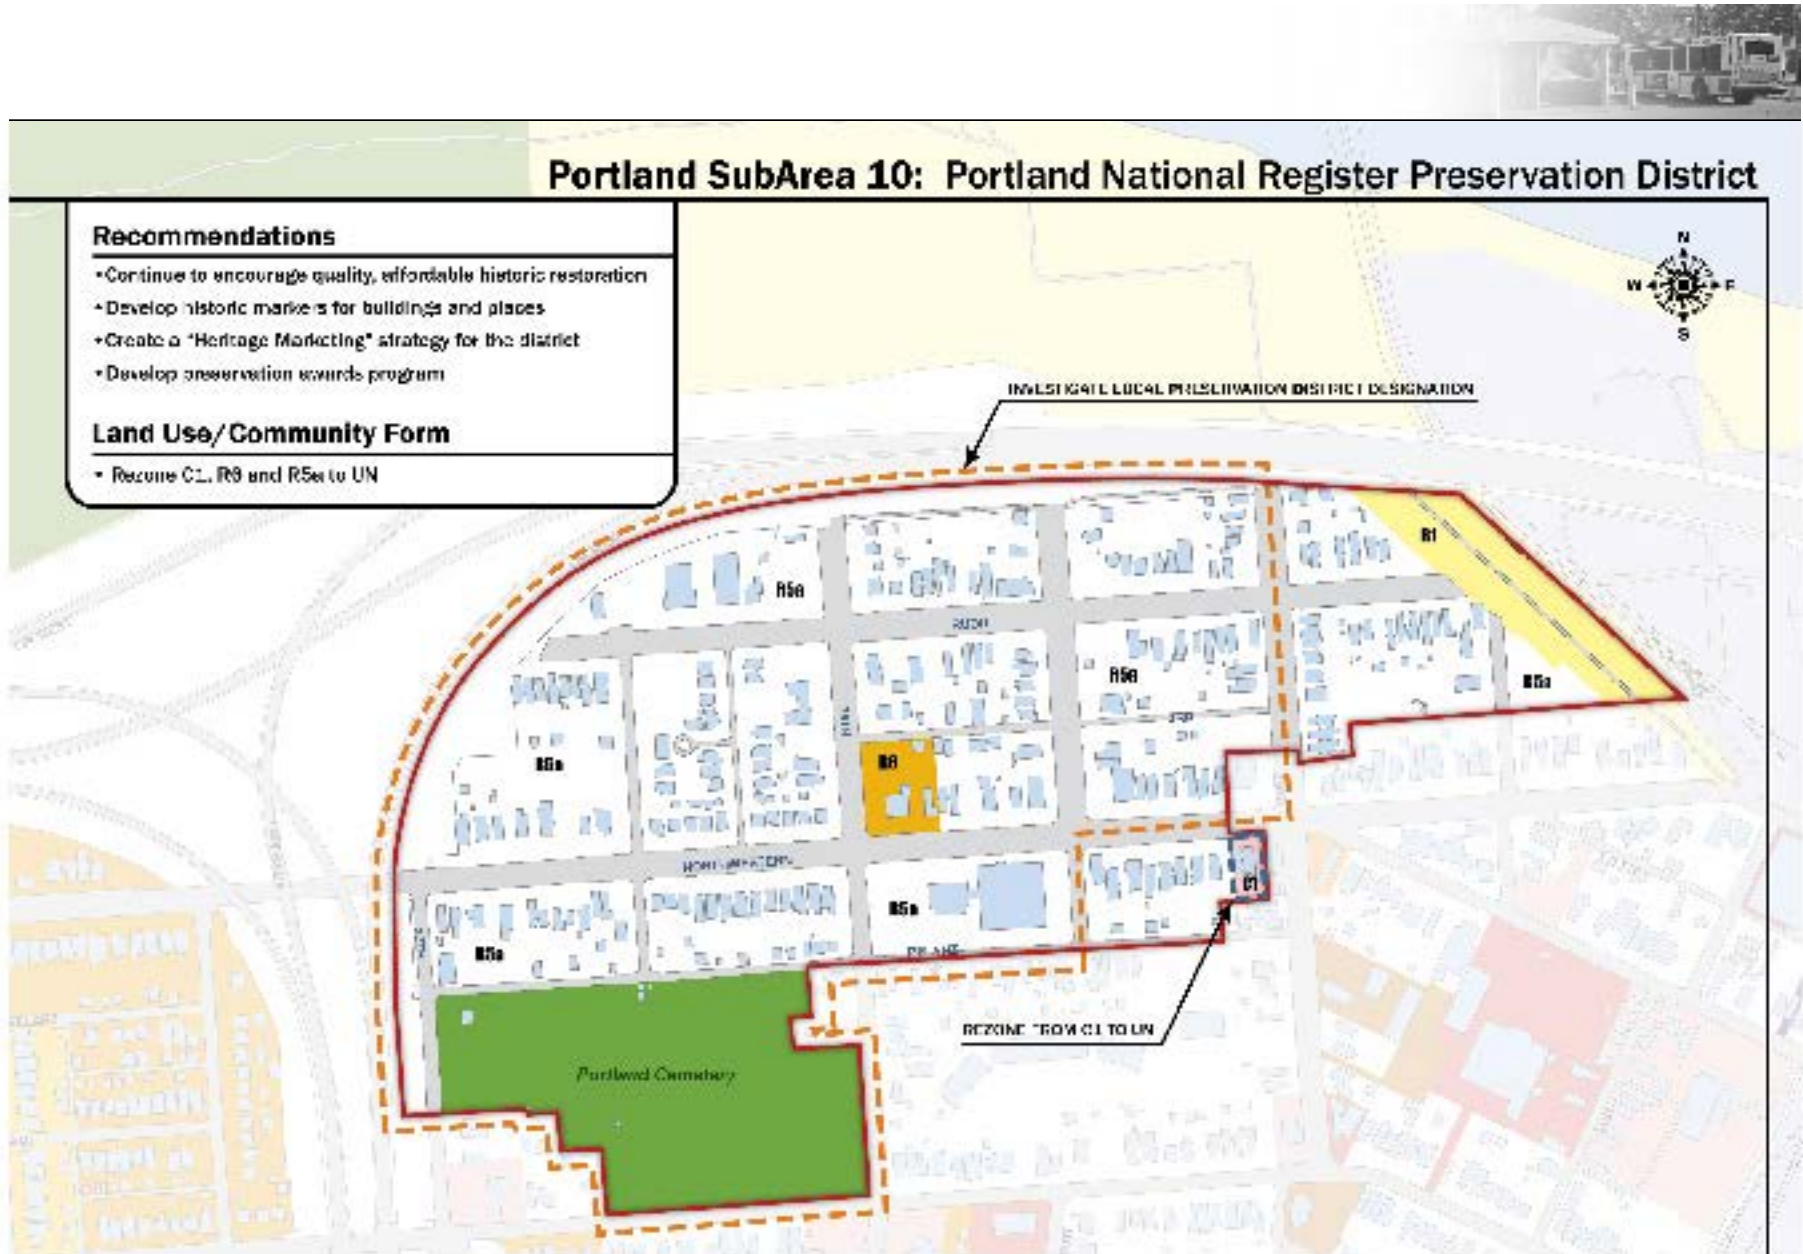 Portland SubArea 10: Portland National Register Preservation District
Recommendations
•Continue to encourage quality, affordable historic restoration
•Develop historic markers for buildings and places
•Create a "Heritage Marketing" strategy for the district
•Develop preservation awards program
Land Use/Community Form
• Rezone C1, R6 and R5a to UN
N
W E
S
INVESTIGATE LOCAL PRESERVATION DISTRICT DESIGNATION
R1
R5a
RUDD
R5a
R5a
R5a
R6
NORTHWESTERN
C1
R5a
R5a
Portland Cemetery
REZONE FROM C1 TO UN